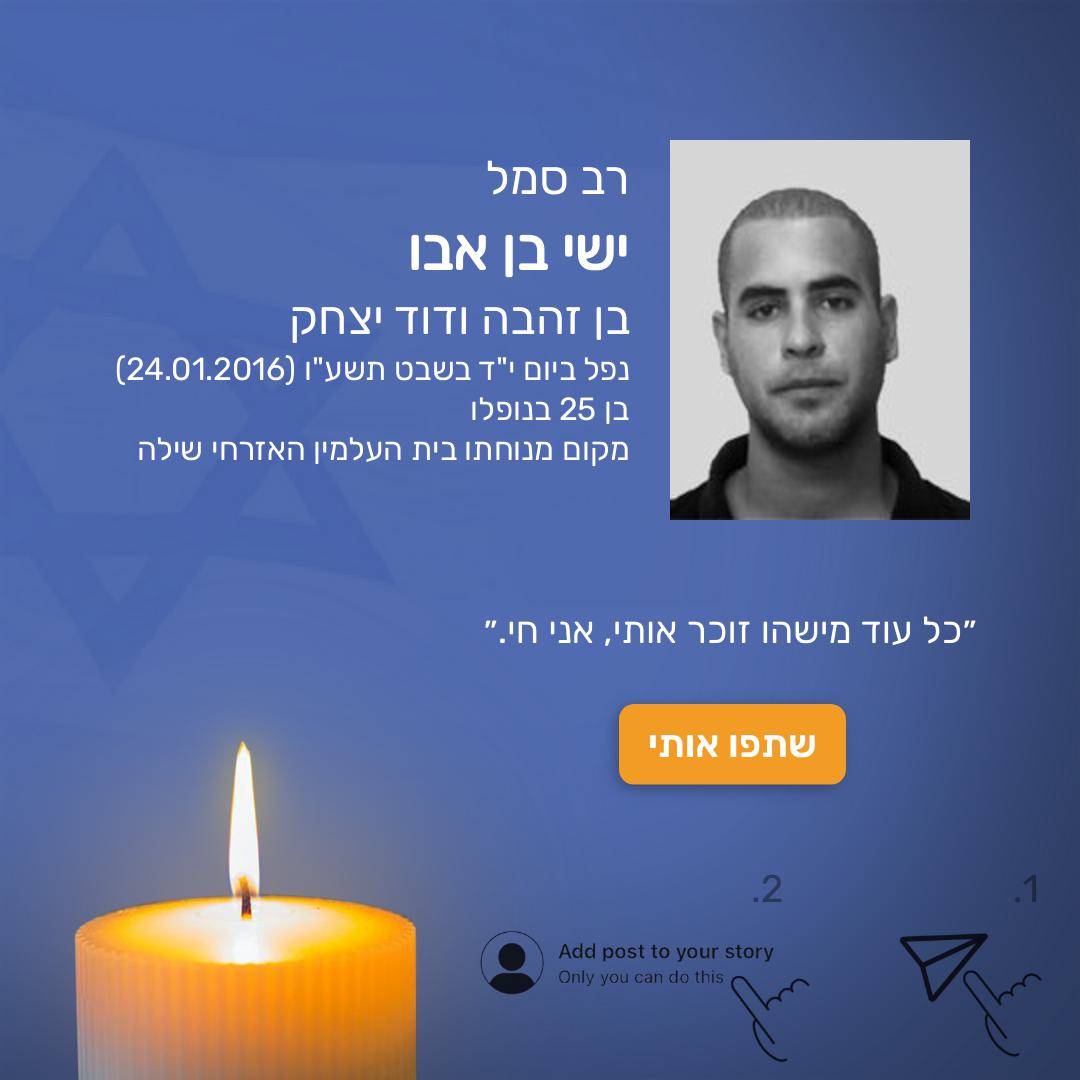 רב סמל
ישי בן אבו
בן זהבה ודוד יצחק
נפל ביום י"ד בשבט תשע"ו (24.01.2016)
בן 25 בנופלו
מקום מנוחתו בית העלמין האזרחי שילה
״כל עוד מישהו זוכר אותי, אני חי.״
שתפו אותי
1.
2.
Add post to your story
Only you can do this